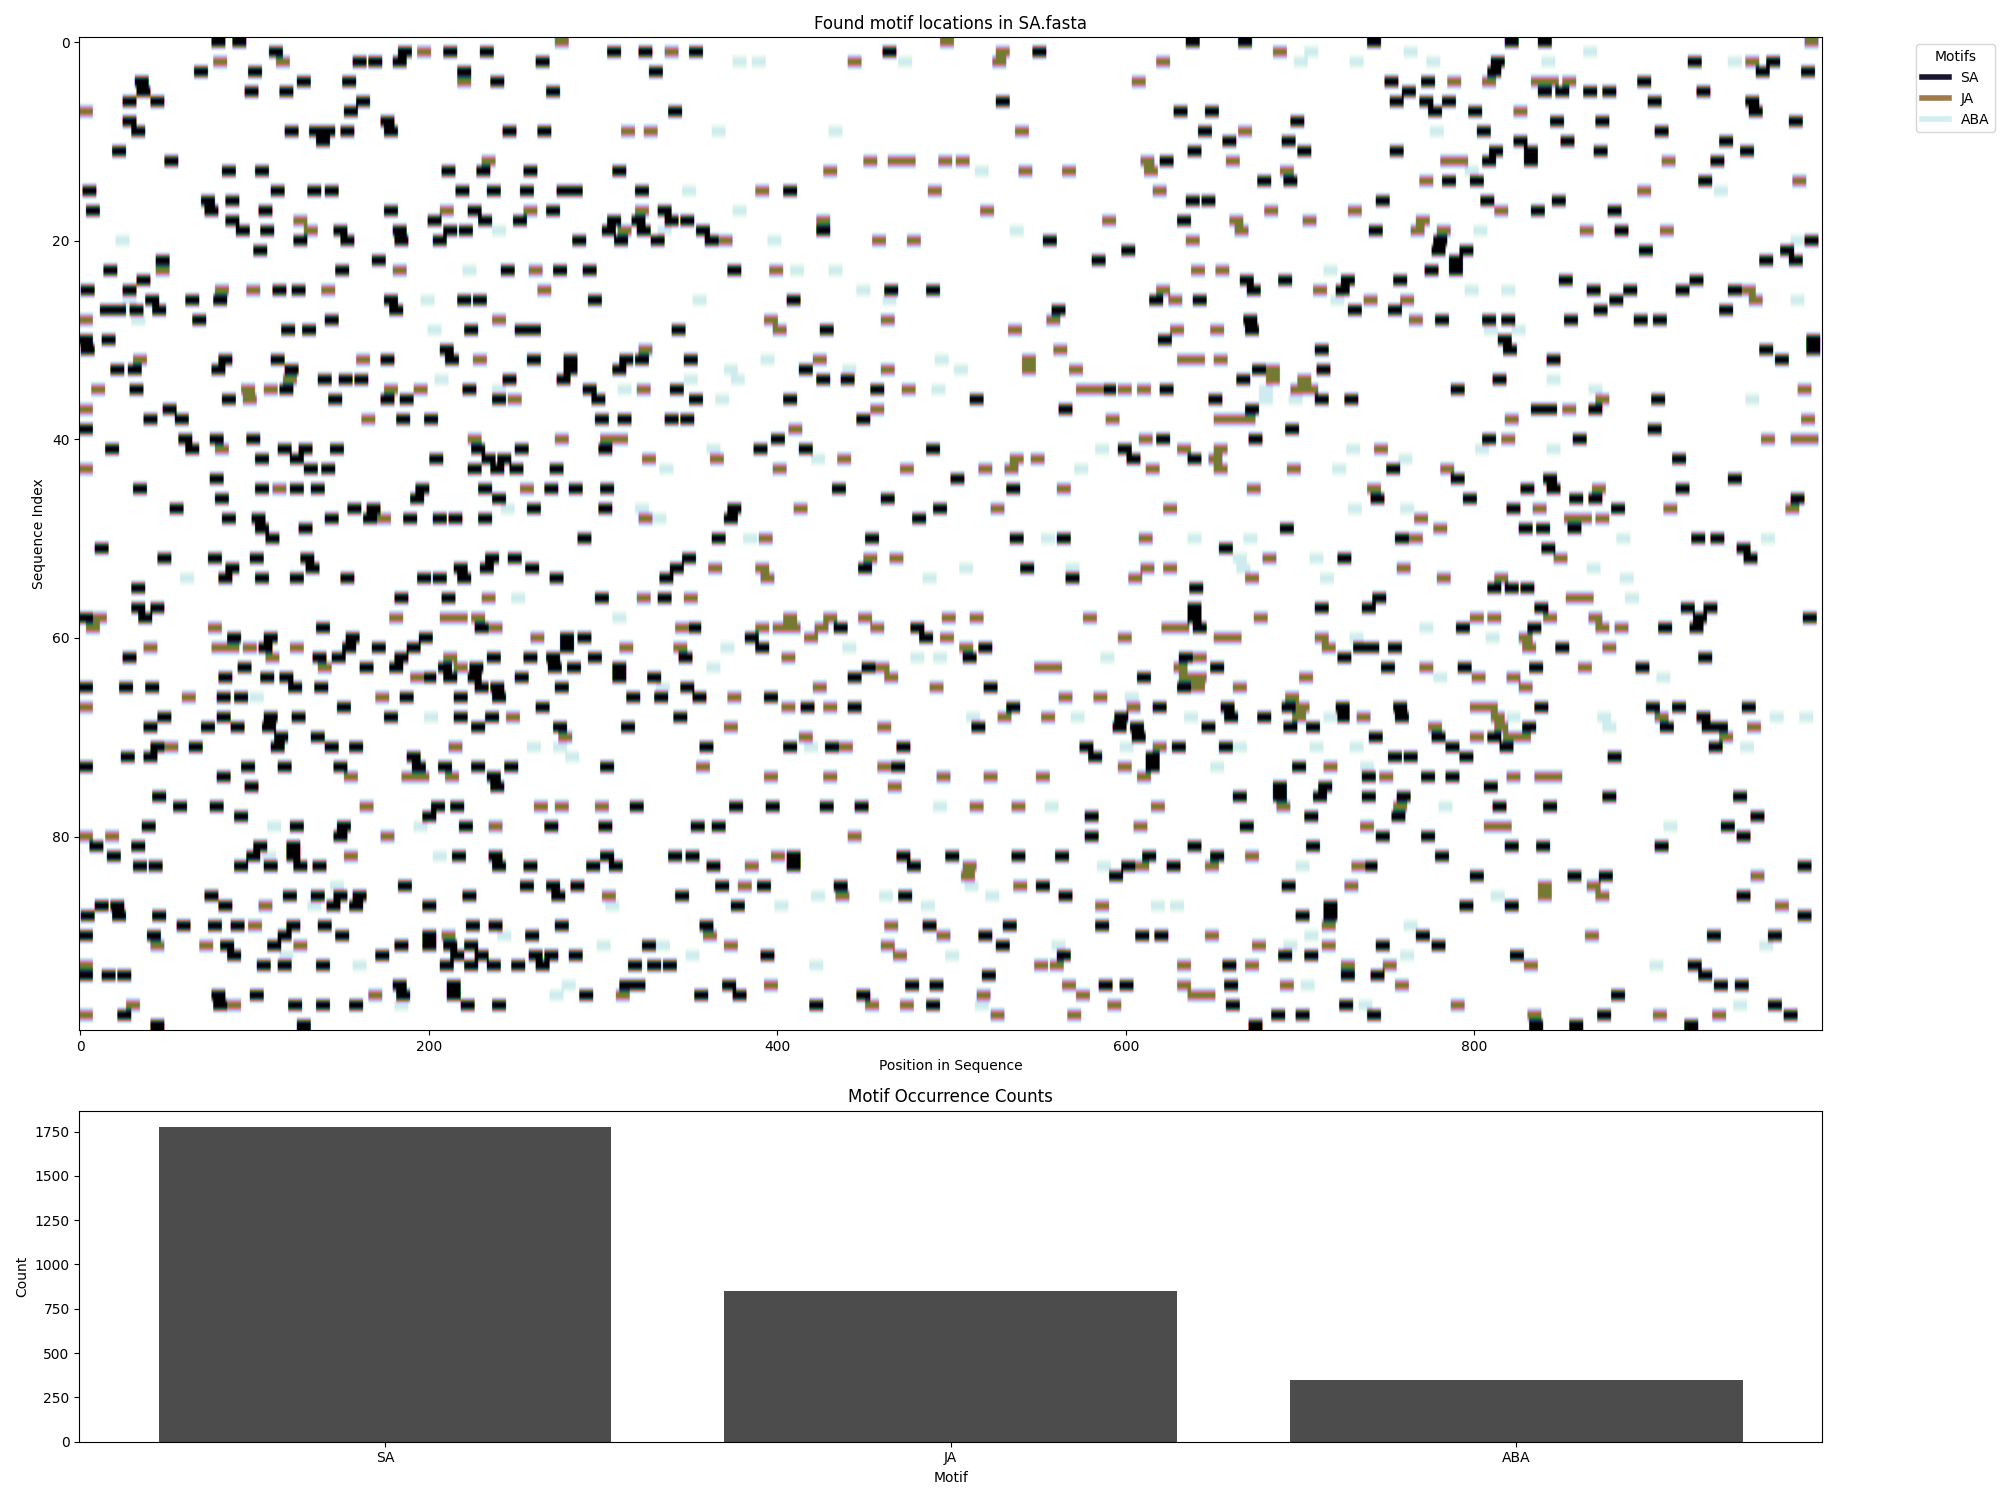 Found motif locations in SA.fasta
0
20
40
60
80
Sequence Index
0
200
400
600
800
Position in Sequence
Motifs
SA
JA
ABA
Motif Occurrence Counts
1750
1500
1250
1000
750
500
250
0
Count
SA
JA
ABA
Motif